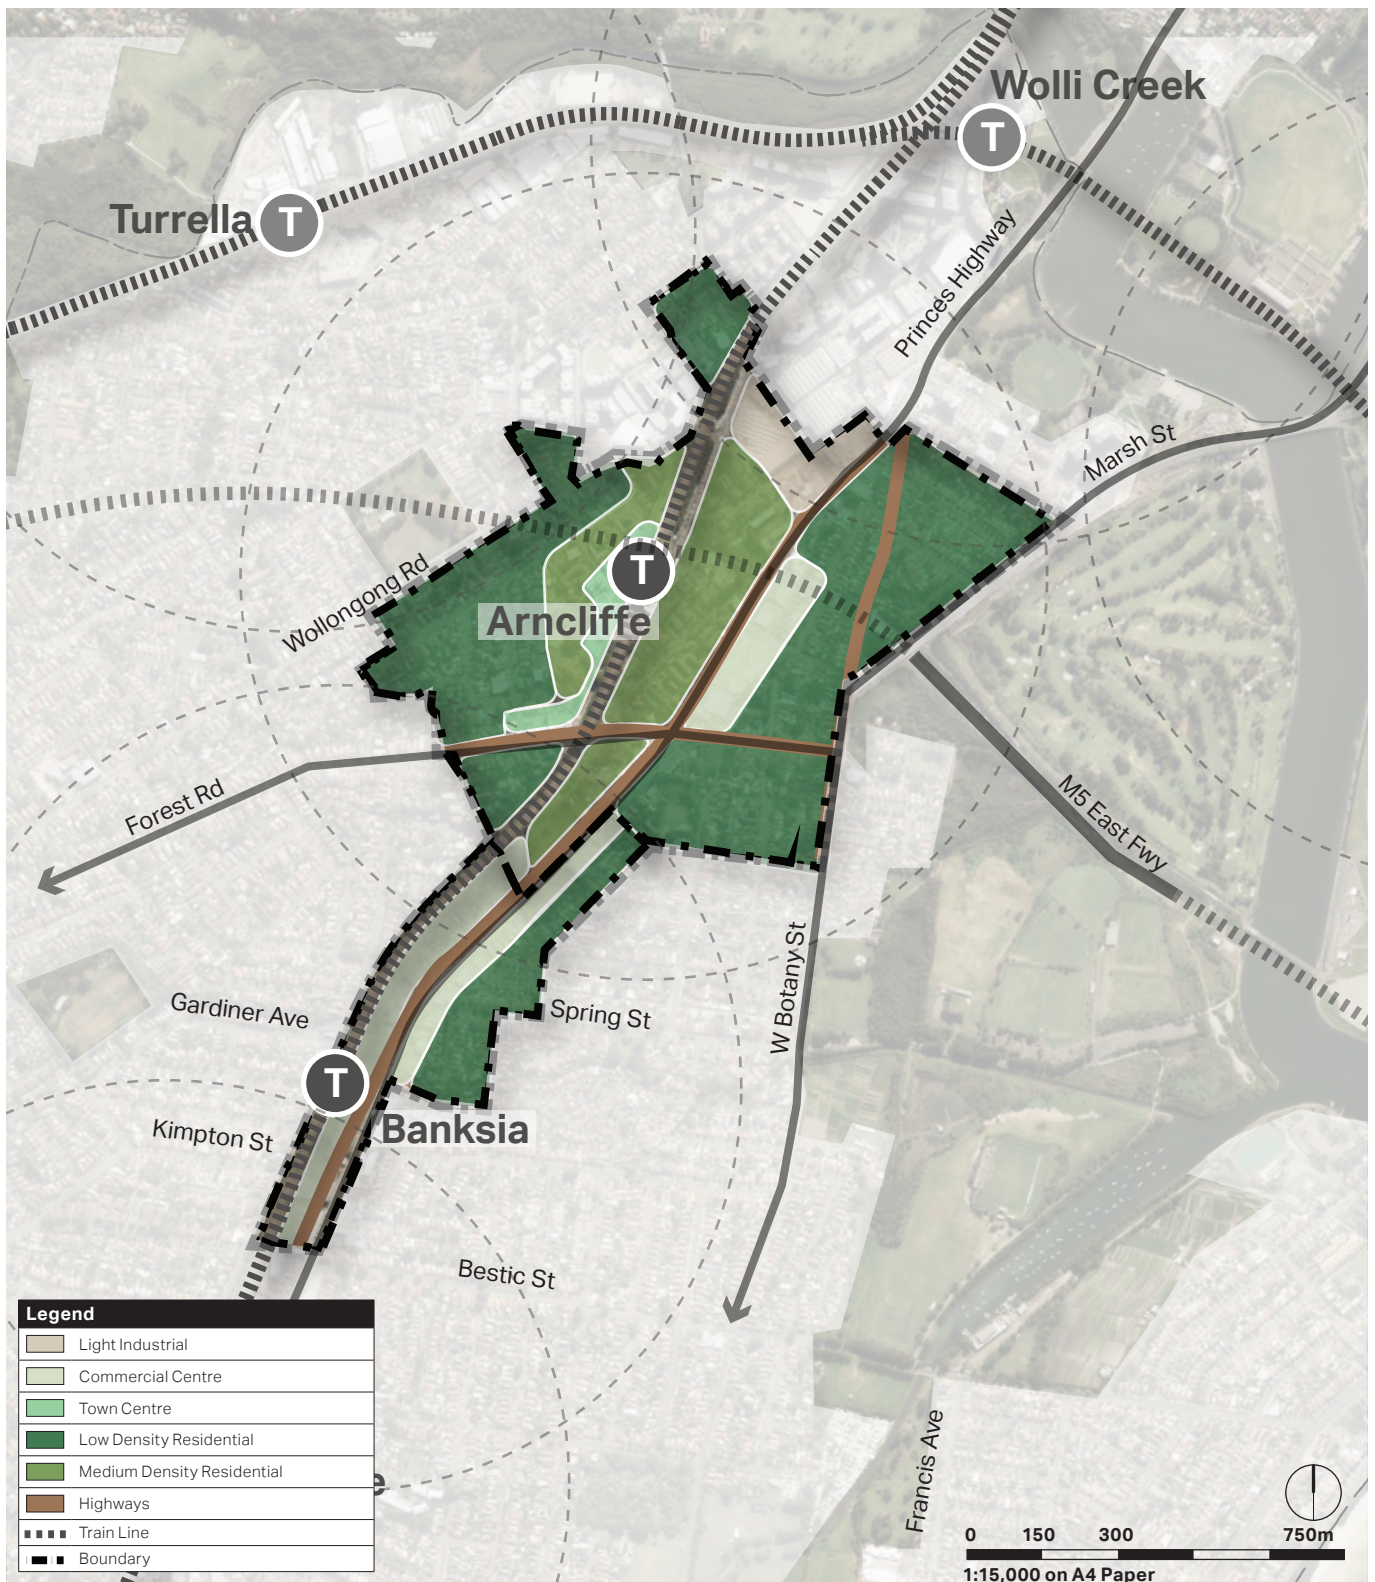 Wolli Creek
T
Turrella
T
Princes Highway
Marsh St
Wollongong Rd
T
Arncliffe
Forest Rd
M5 East Fwy
W Botany St
Gardiner Ave
Spring St
T
Banksia
Kimpton St
Bestic St
Francis Ave
Legend
Light Industrial
Commercial Centre
Town Centre
Low Density Residential
Medium Density Residential
Highways
Train Line
Boundary
e
0 150 300 750m
1:15,000 on A4 Paper